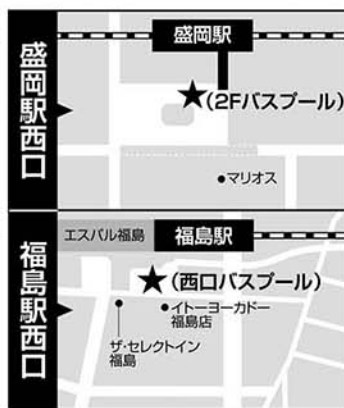 盛岡駅西口
盛岡駅
★(2Fバスプール)
●マリオス
福島駅西口
エスパル福島
福島駅
★(西口バスプール)
●イトーヨーカドー
福島店
ザ・セレクトイン
福島